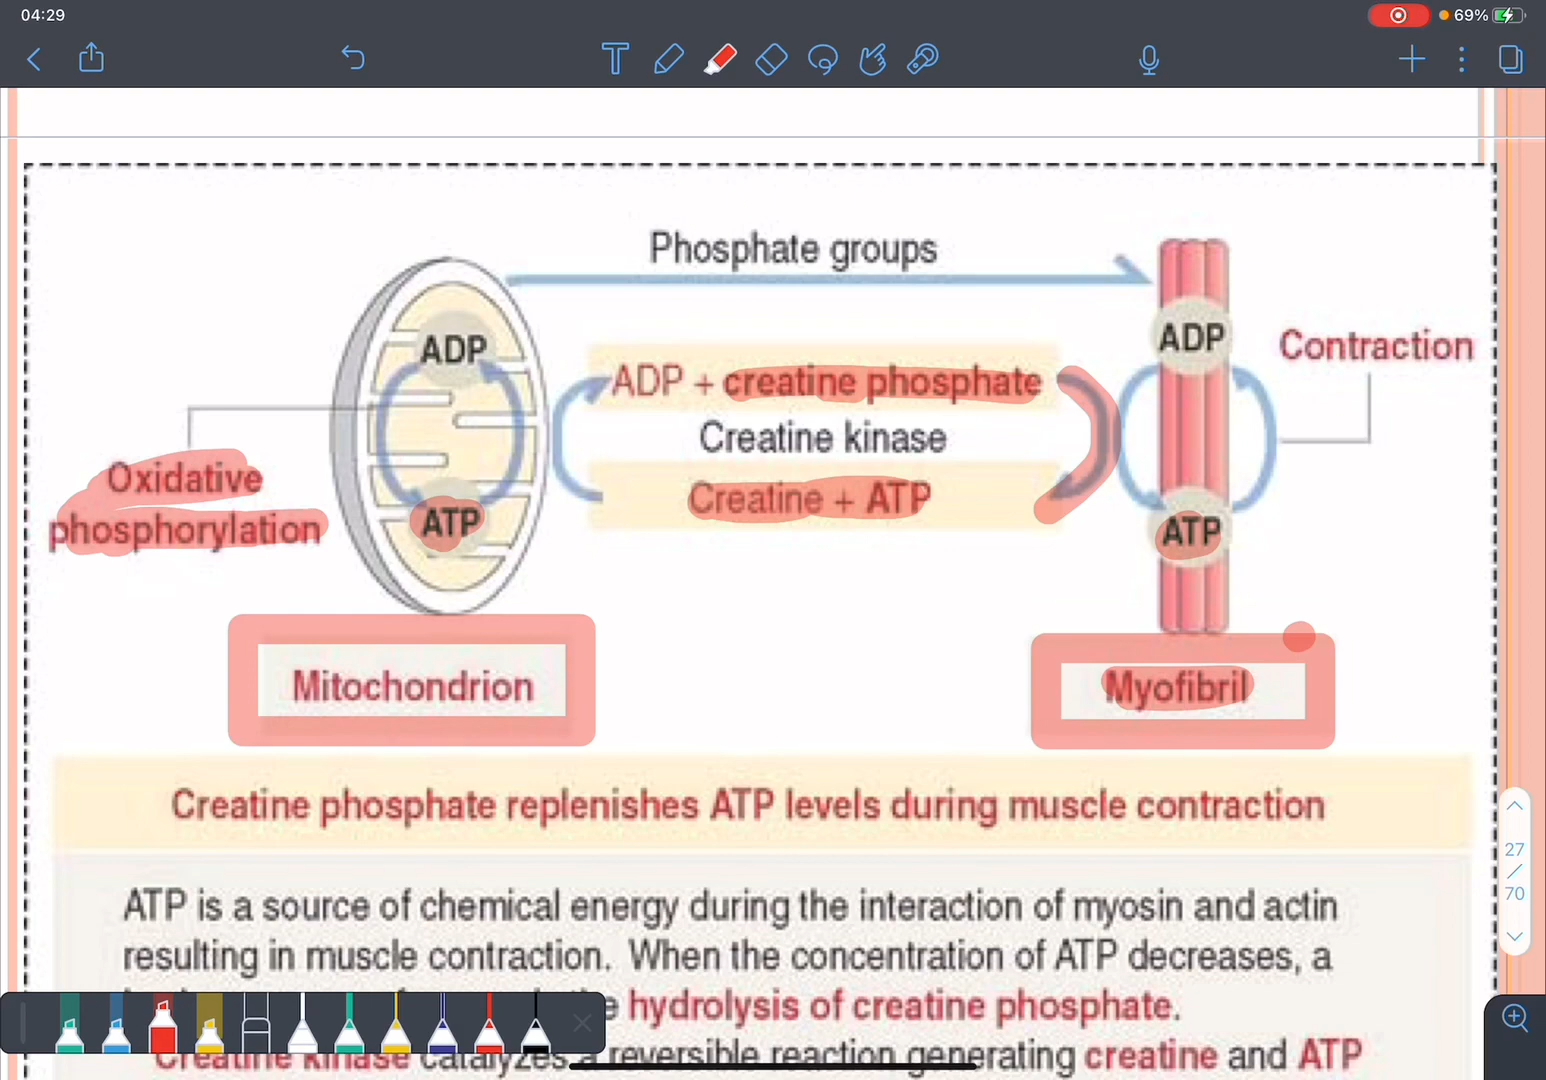 04:29
69%
Phosphate groups
ADP
ADP
Contraction
ADP + creatine phosphate
Creatine kinase
Creatine + ATP
Oxidative
phosphorylation
ATP
ATP
Mitochondrion
Myofibril
Creatine phosphate replenishes ATP levels during muscle contraction
27
/
70
ATP is a source of chemical energy during the interaction of myosin and actin
resulting in muscle contraction. When the concentration of ATP decreases, a
hydrolysis of creatine phosphate.
Creatine kinase catalyzes a reversible reaction generating creatine and ATP